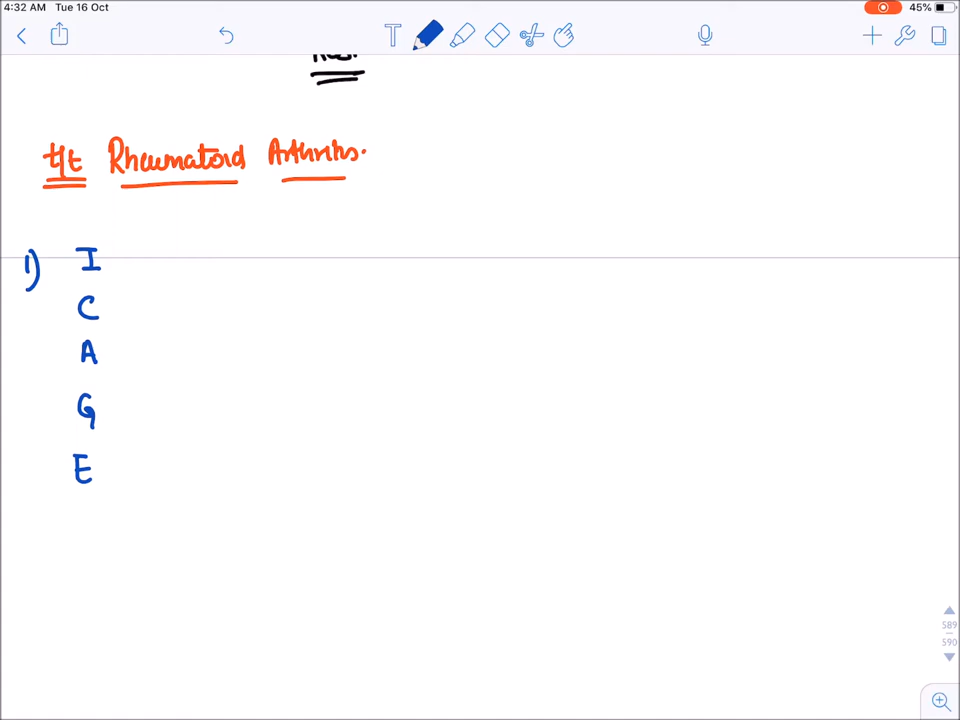 4:32 AM Tue 16 Oct 45%
T
Rheumatoid Arthritis.
1) I
C
A
G
E
589
590